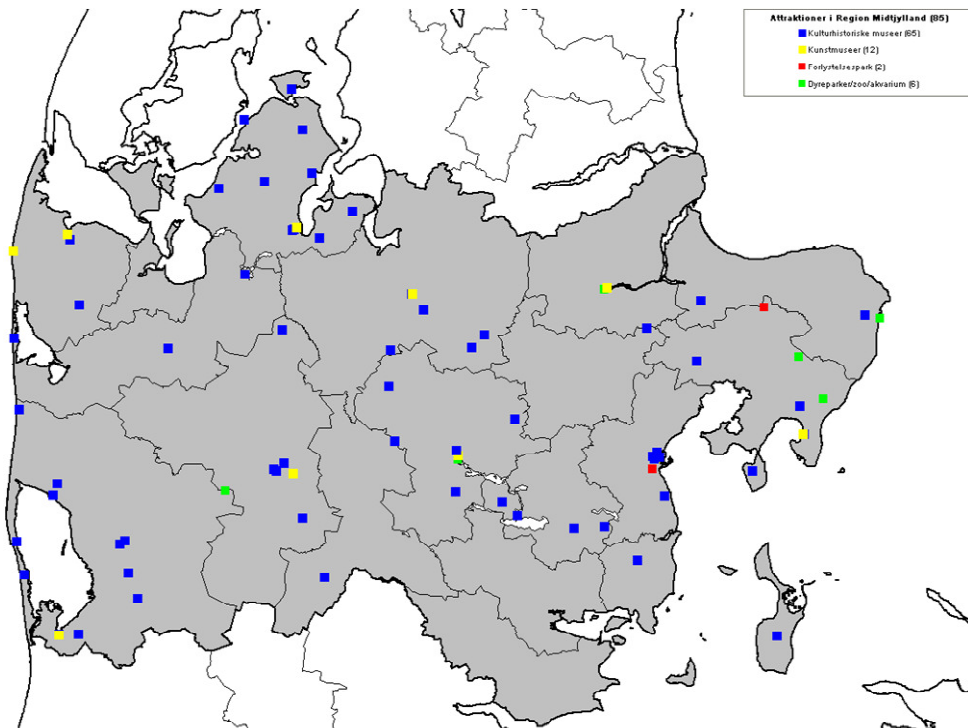 Attraktioner i Region Midtjylland (85)
Kulturhistoriske museer (65)
Kunstmuseer (12)
Forlystelsespark (2)
Dyreparker/zoo/akvarium (6)